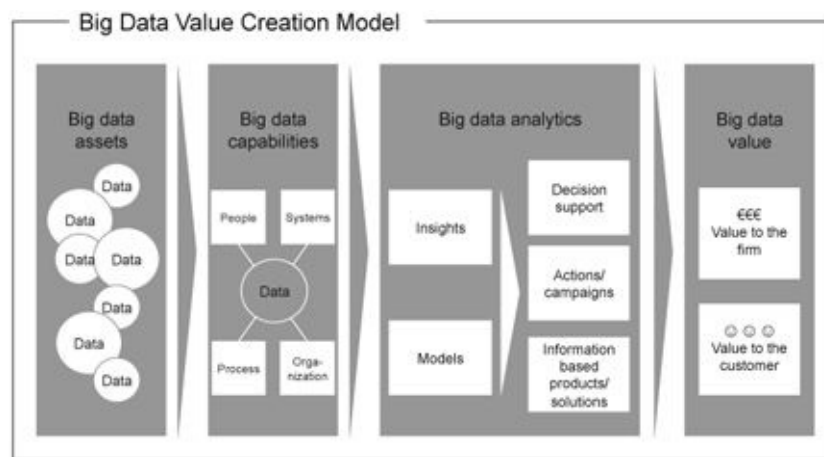 Big Data Value Creation Model
Big data
assets
Data
Data
Data
Data
Data
Data
Data
Big data
capabilities
People
Systems
Data
Process
Orga-
nization
Big data analytics
Insights
Models
Decision
support
Actions/
campaigns
Information
based
products/
solutions
Big data
value
€€€
Value to the
firm
☺ ☺ ☺
Value to the
customer